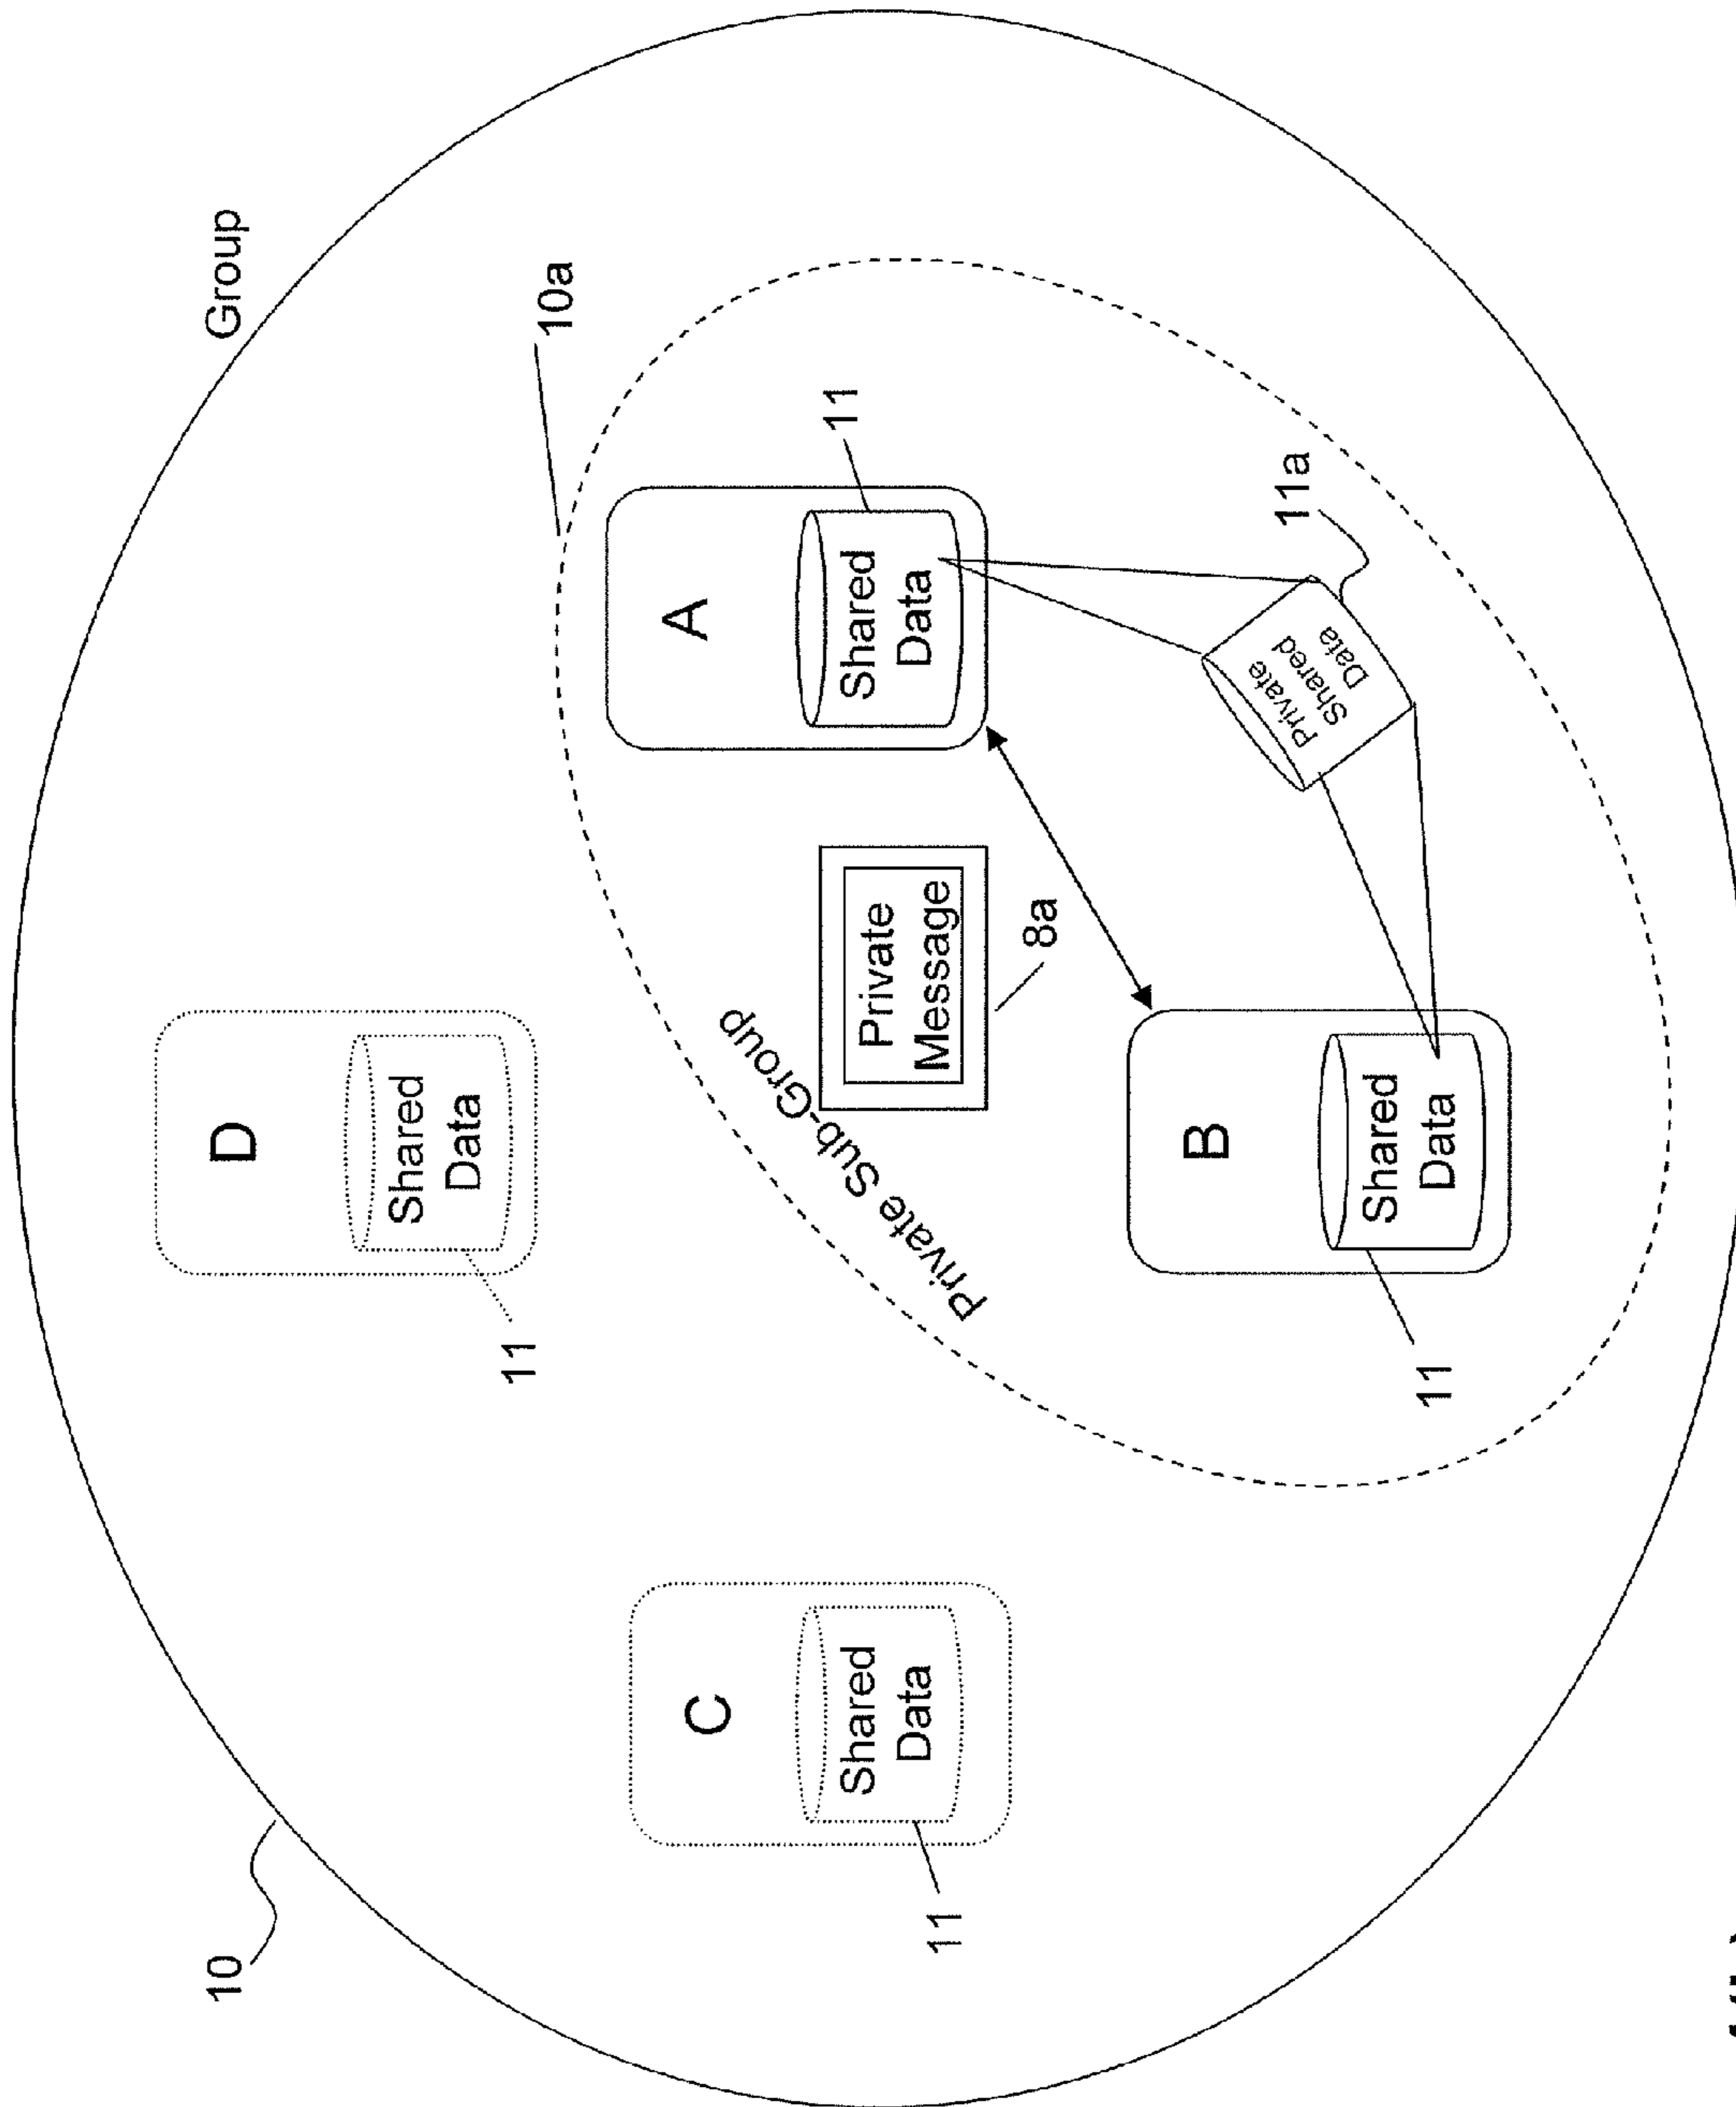 10
Group
D
Shared
Data
11
10a
C
Shared
Data
11
A
Shared
Data
11
Private Sub-Group
Private
Message
8a
B
Shared
Data
11
Private
Shared
Data
11a